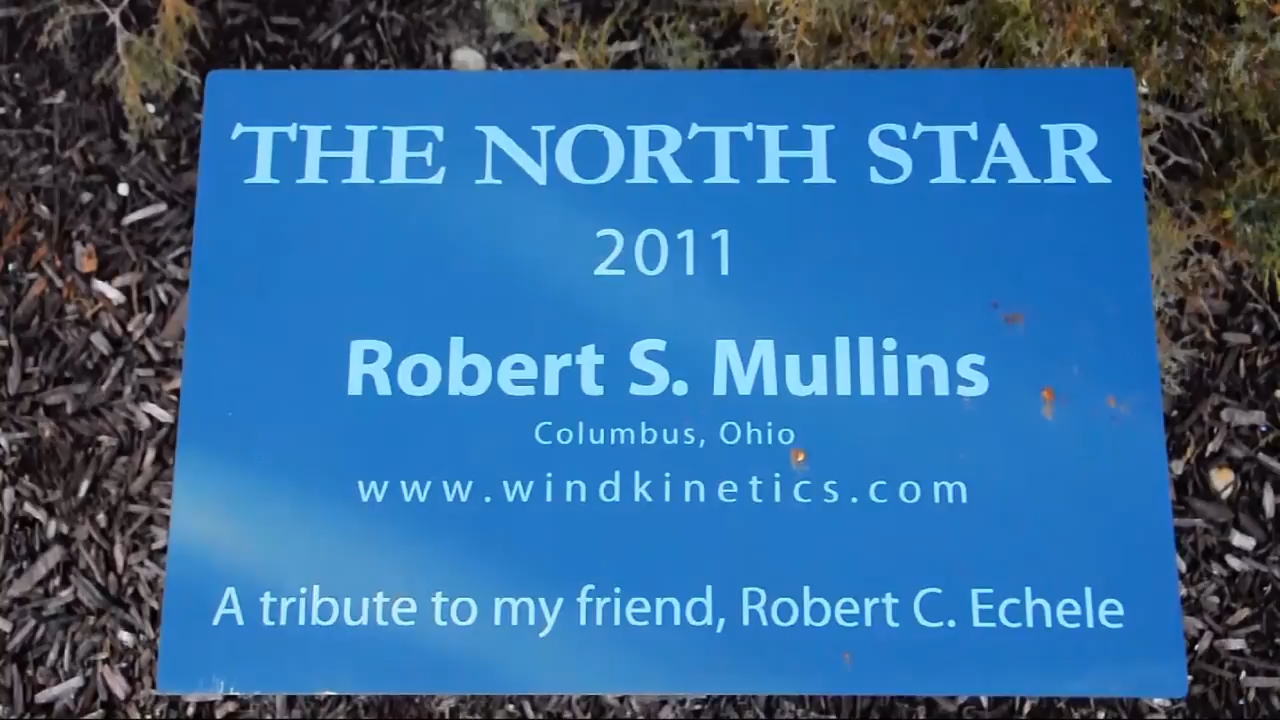 THE NORTH STAR
2011
Robert S. Mullins
Columbus, Ohio
www.windkinetics.com
A tribute to my friend, Robert C. Echele